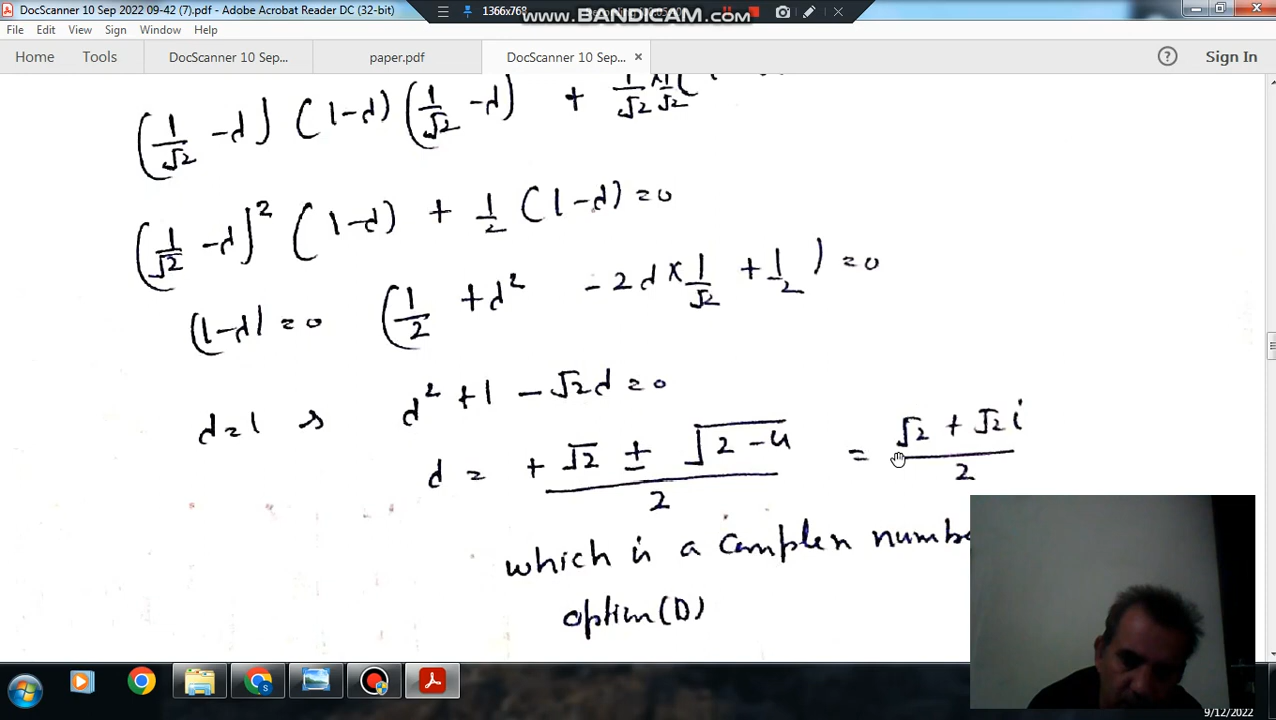 DocScanner 10 Sep 2022 09-42 (7).pdf - Adobe Acrobat Reader DC (32-bit)
1366x768
www.BANDICAM.com
File Edit View Sign Window Help
Home Tools DocScanner 10 Sep... paper.pdf DocScanner 10 Sep... × Sign In
(1/√2 - d) (1-d) (1/√2 - d) + 1/√2 × 1/√2 (
(1/√2 - d)² (1-d) + 1/2 (1-d) = 0
(1-d) = 0 (1/2 + d² - 2d × 1/√2 + 1/2) = 0
d=1 s d² + 1 - √2d = 0
d = + √2 ± √2-4 / 2 = √2 + √2i / 2
which is a complex numbe
option (D)
9/12/2022